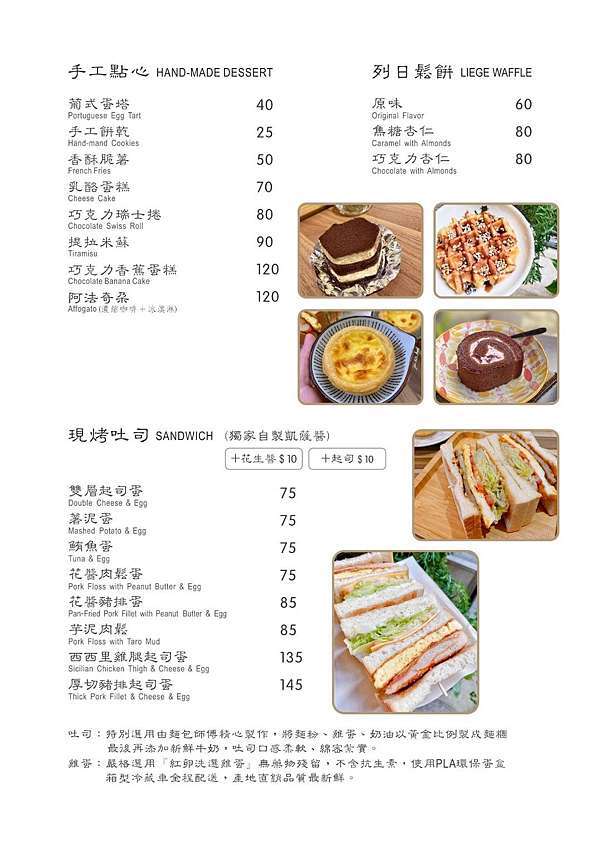 手工點心 HAND-MADE DESSERT
葡式蛋塔 40
Portuguese Egg Tart
手工餅乾 25
Hand-mand Cookies
香酥脆薯 50
French Fries
乳酪蛋糕 70
Cheese Cake
巧克力瑞士捲 80
Chocolate Swiss Roll
提拉米蘇 90
Tiramisu
巧克力香蕉蛋糕 120
Chocolate Banana Cake
阿法奇朵 120
Affogato (濃縮咖啡 + 冰淇淋)
列日鬆餅 LIEGE WAFFLE
原味 60
Original Flavor
焦糖杏仁 80
Caramel with Almonds
巧克力杏仁 80
Chocolate with Almonds
現烤吐司 SANDWICH (獨家自製凱薩醬)
+花生醬 $10 +起司 $10
雙層起司蛋 75
Double Cheese & Egg
薯泥蛋 75
Mashed Potato & Egg
鮪魚蛋 75
Tuna & Egg
花醬肉鬆蛋 75
Pork Floss with Peanut Butter & Egg
花醬豬排蛋 85
Pan-Fried Pork Fillet with Peanut Butter & Egg
芋泥肉鬆 85
Pork Floss with Taro Mud
西西里雞腿起司蛋 135
Sicilian Chicken Thigh & Cheese & Egg
厚切豬排起司蛋 145
Thick Pork Fillet & Cheese & Egg
吐司：特別選用由麵包師傅精心製作，將麵粉、雞蛋、奶油以黃金比例製成麵糰
最後再添加新鮮牛奶，吐司口感柔軟、綿密紮實。
雞蛋：嚴格選用「紅卵洗選雞蛋」無藥物殘留，不含抗生素，使用PLA環保蛋盒
箱型冷藏車全程配送，產地直銷品質最新鮮。